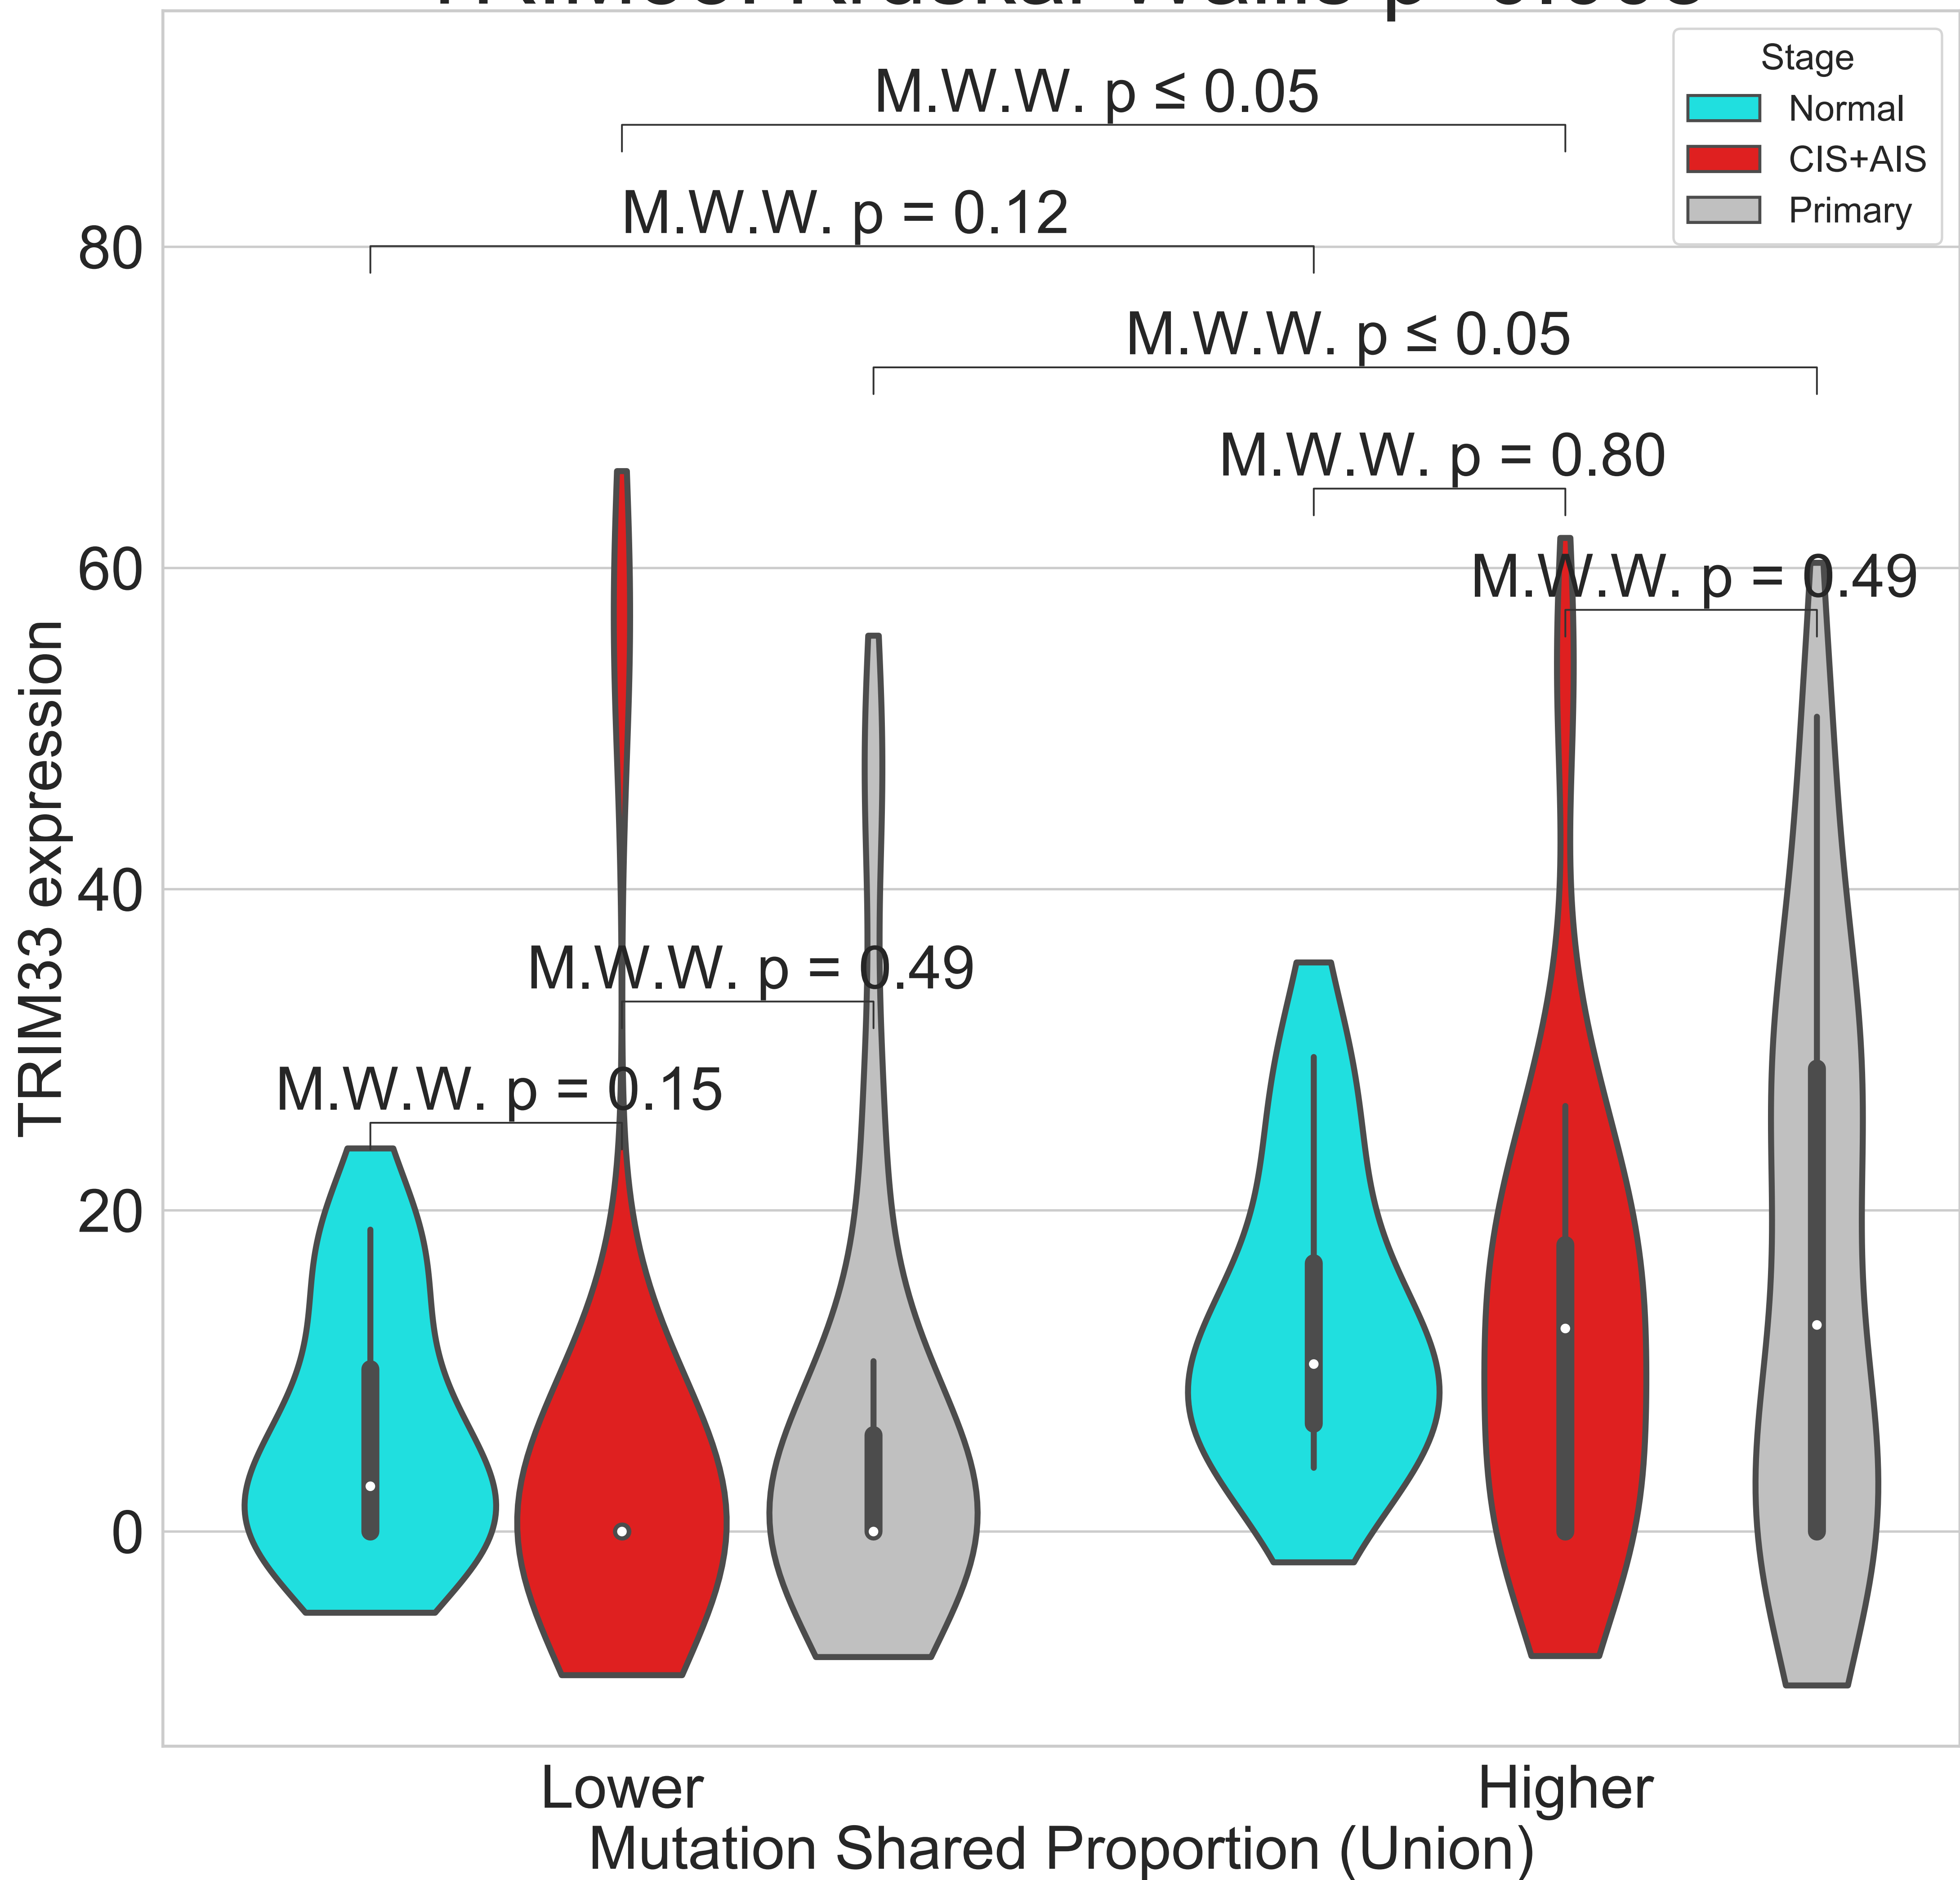 Stage
Normal
CIS+AIS
Primary
M.W.W. p ≤ 0.05
M.W.W. p = 0.12
M.W.W. p ≤ 0.05
M.W.W. p = 0.80
M.W.W. p = 0.49
M.W.W. p = 0.49
M.W.W. p = 0.15
80
60
40
20
0
TRIM33 expression
Lower
Higher
Mutation Shared Proportion (Union)